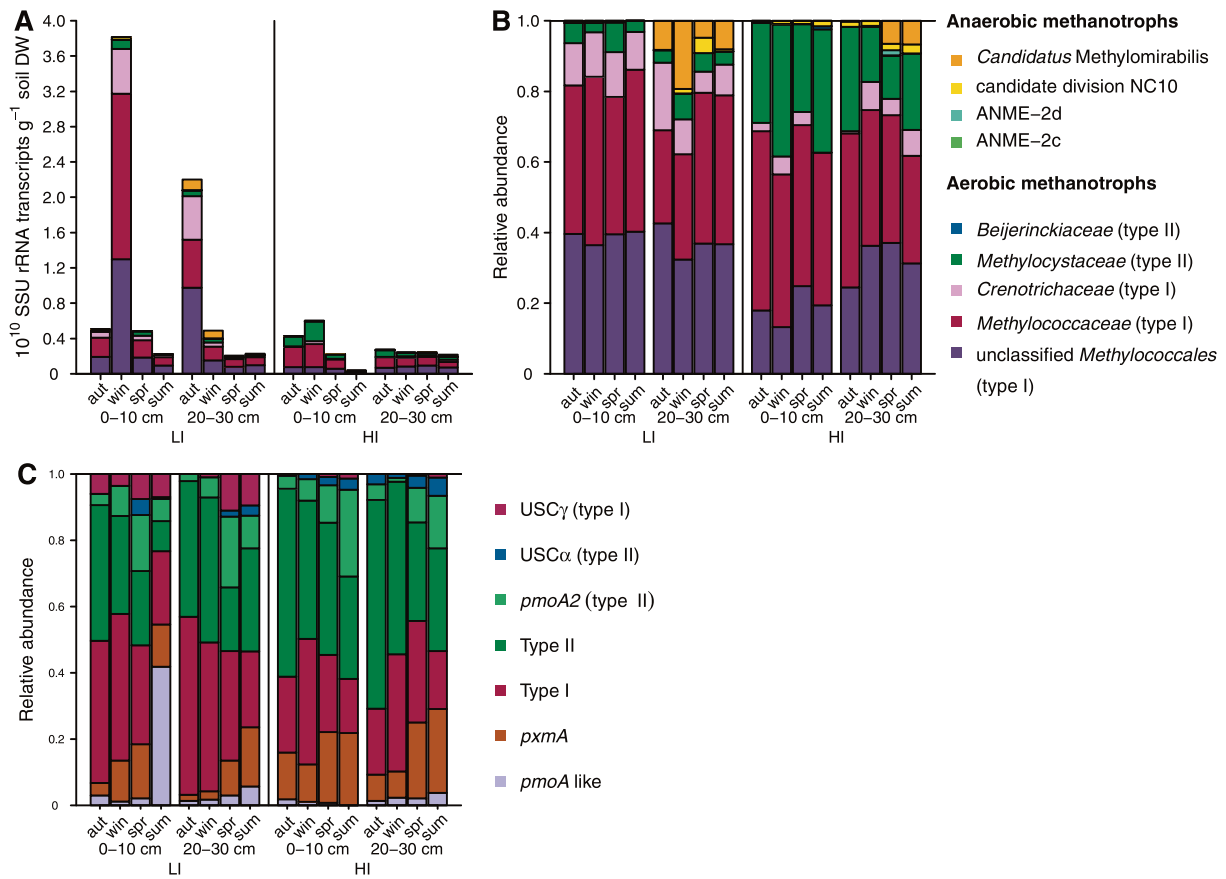 A
10¹⁰ SSU rRNA transcripts g⁻¹ soil DW
4.0
3.6
3.2
2.8
2.4
2.0
1.6
1.2
0.8
0.4
0
aut win spr sum aut win spr sum aut win spr sum aut win spr sum
0–10 cm 20–30 cm 0–10 cm 20–30 cm
LI HI
B
Relative abundance
1.0
0.8
0.6
0.4
0.2
0
aut win spr sum aut win spr sum aut win spr sum aut win spr sum
0–10 cm 20–30 cm 0–10 cm 20–30 cm
LI HI
Anaerobic methanotrophs
Candidatus Methylomirabilis
candidate division NC10
ANME–2d
ANME–2c
Aerobic methanotrophs
Beijerinckiaceae (type II)
Methylocystaceae (type II)
Crenotrichaceae (type I)
Methylococcaceae (type I)
unclassified Methylococcales
(type I)
C
Relative abundance
1.0
0.8
0.6
0.4
0.2
0
aut win spr sum aut win spr sum aut win spr sum aut win spr sum
0–10 cm 20–30 cm 0–10 cm 20–30 cm
LI HI
USCγ (type I)
USCα (type II)
pmoA2 (type II)
Type II
Type I
pxmA
pmoA like